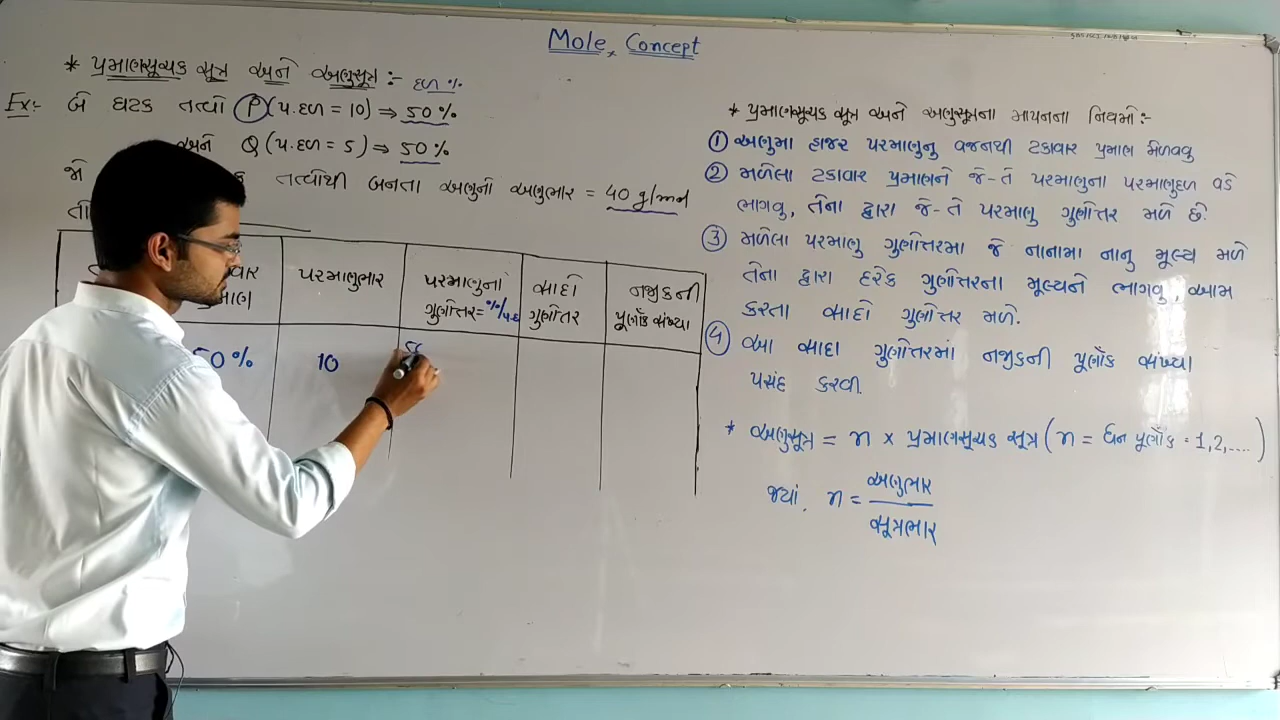 Mole Concept
* પ્રમાણસૂચક સૂત્ર અને અણુસૂત્ર :- દળ %
Ex:- બે ઘટક તત્વો P (પ.દળ = 10) ⇒ 50 %
અને Q (પ.દળ = 5) ⇒ 50 %
જો તત્વોથી બનતા અણુનો અણુભાર = 40 g/mol
પરમાણુભાર
પરમાણુનો ગુણોત્તર = %/પ.દ
સાદો ગુણોત્તર
નજીકની પૂર્ણાંક સંખ્યા
50 % 10 5
* પ્રમાણસૂચક સૂત્ર અને અણુસૂત્રના માપનના નિયમો :-
① અણુમા હાજર પરમાણુનુ વજનથી ટકાવાર પ્રમાણ મેળવવુ
② મળેલા ટકાવાર પ્રમાણને જે-તે પરમાણુના પરમાણુદળ વડે
ભાગવુ, તેના દ્વારા જે-તે પરમાણુ ગુણોત્તર મળે છે.
③ મળેલા પરમાણુ ગુણોત્તરમા જે નાનામા નાનુ મૂલ્ય મળે
તેના દ્વારા દરેક ગુણોત્તરના મૂલ્યને ભાગવુ, આમ
કરતા સાદો ગુણોત્તર મળે.
④ આ સાદા ગુણોત્તરમાં નજીકની પૂર્ણાંક સંખ્યા
પસંદ કરવી.
* અણુસૂત્ર = n × પ્રમાણસૂચક સૂત્ર (n = ધન પૂર્ણાંક = 1,2,....)
જ્યાં, n = અણુભાર / સૂત્રભાર